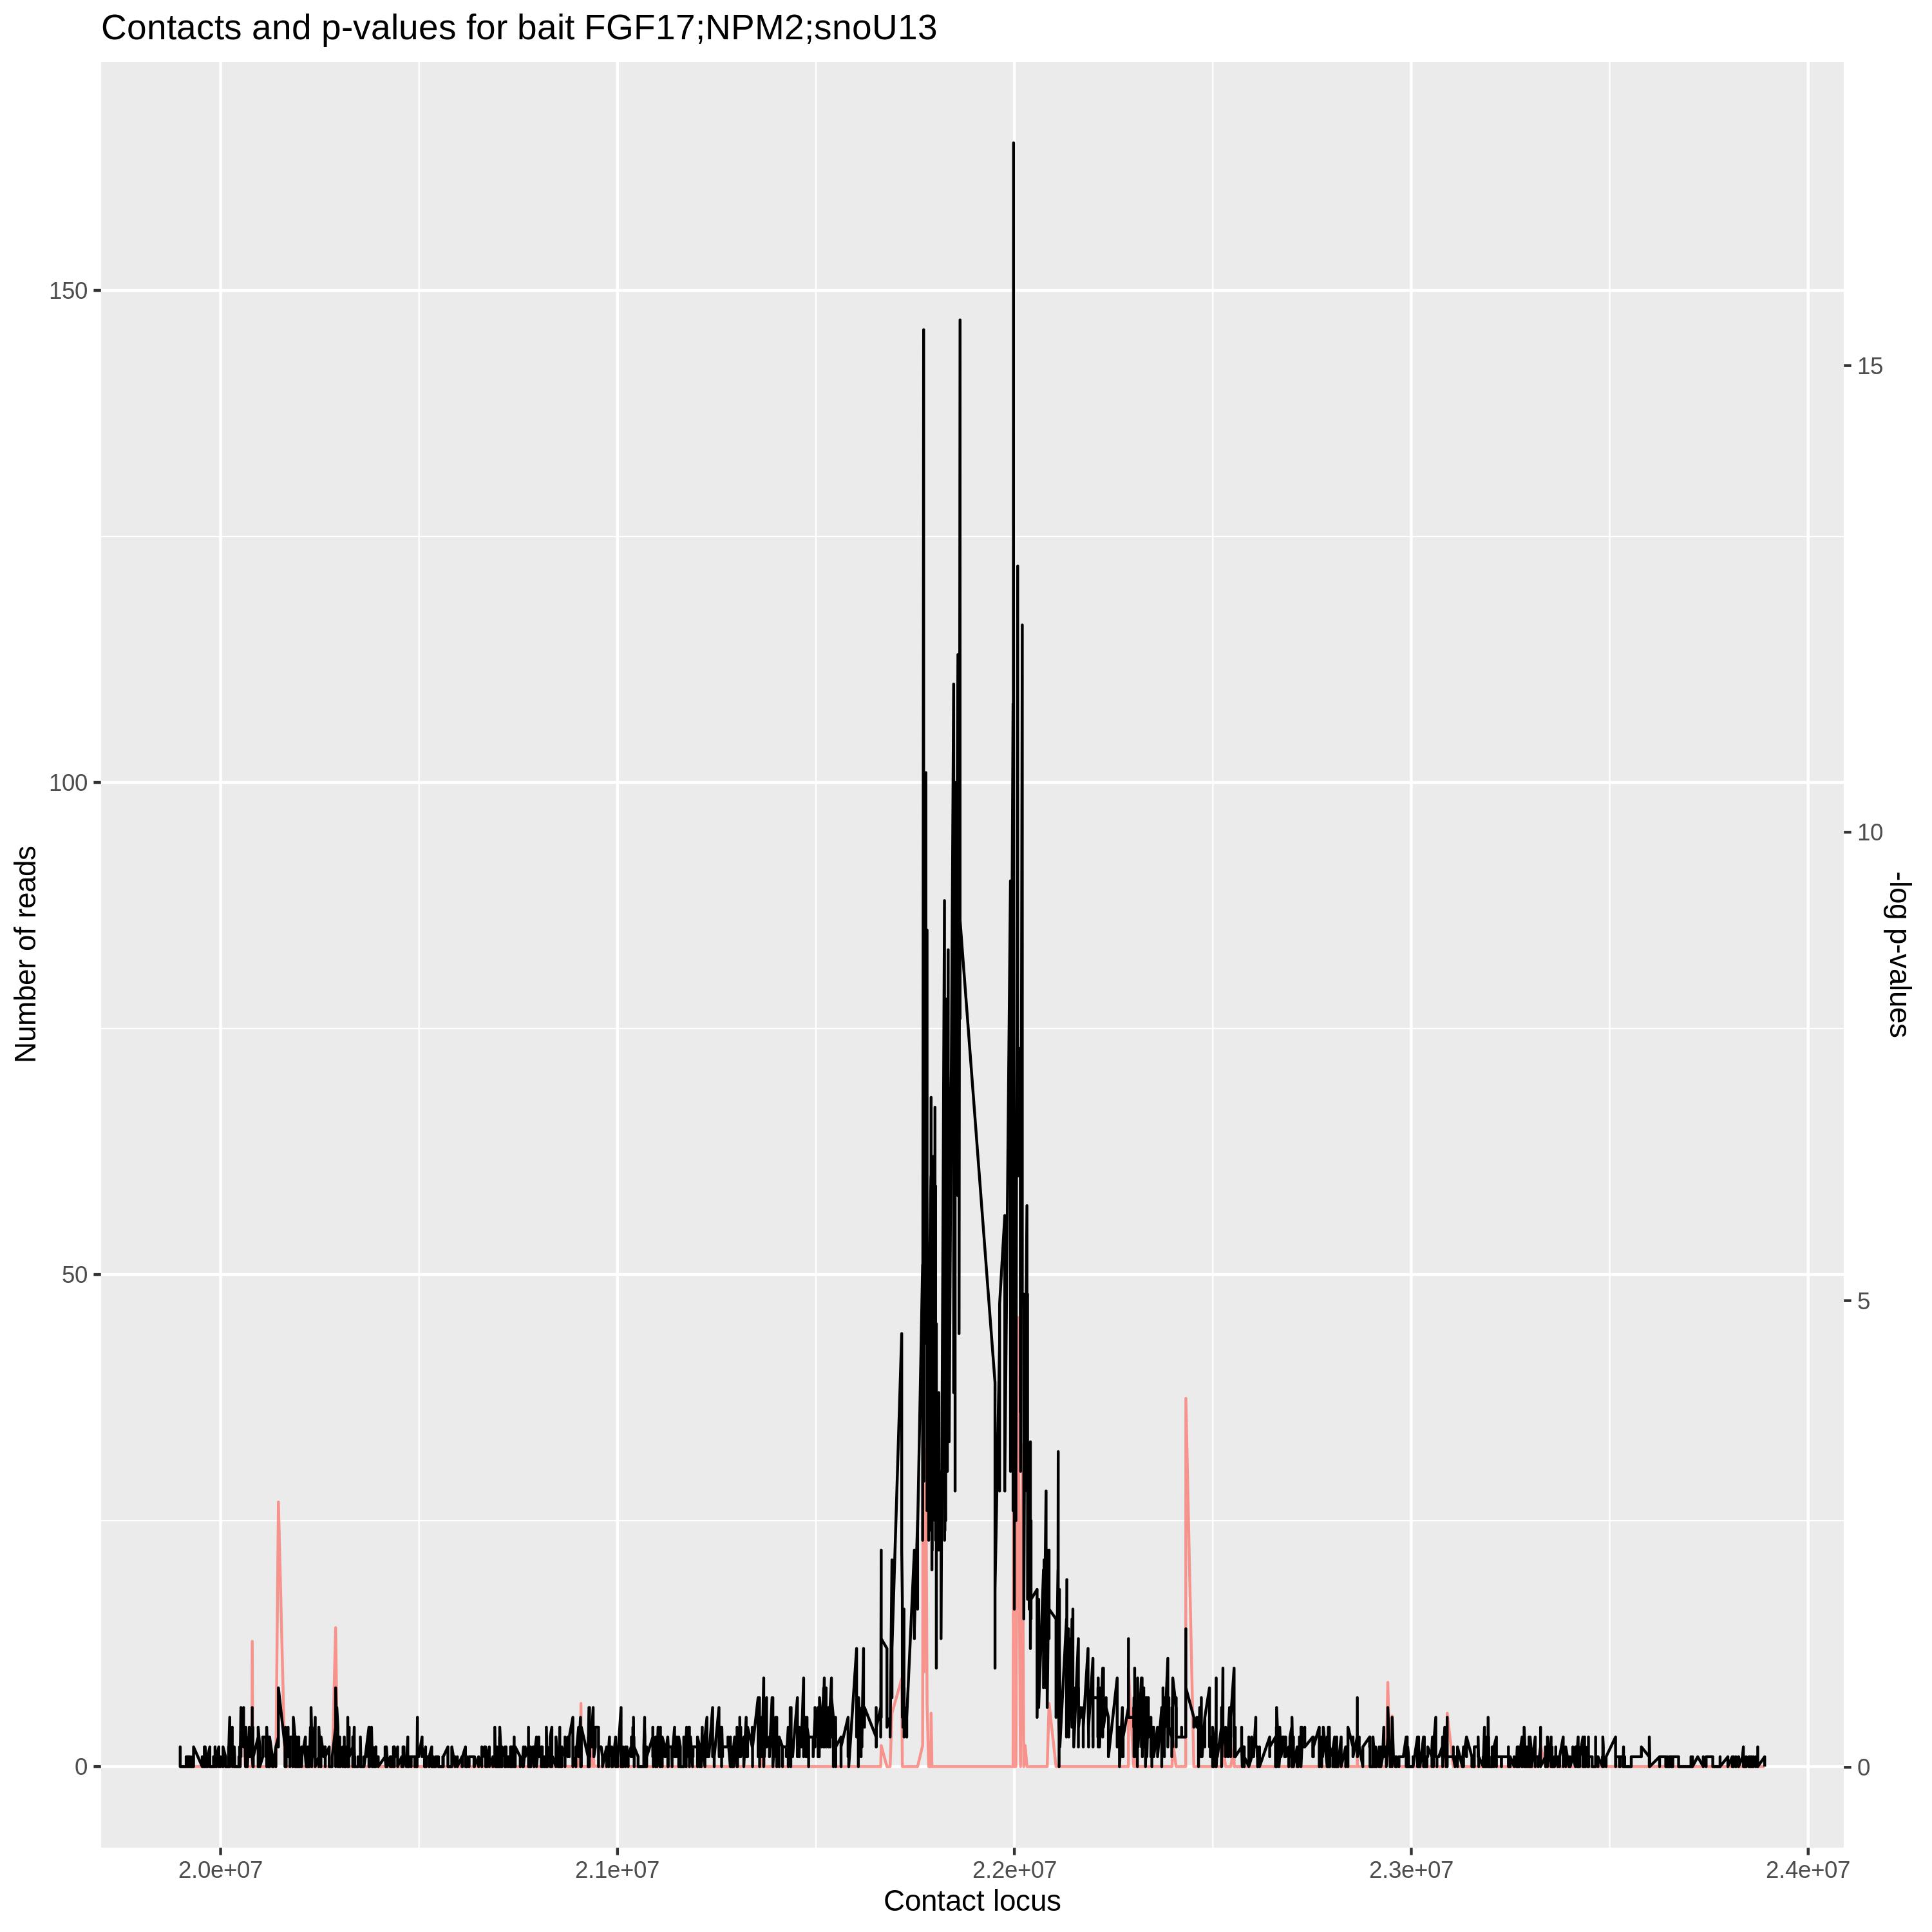 Contacts and p-values for bait FGF17;NPM2;snoU13
150
100
50
0
15
10
5
0
Number of reads
-log p-values
2.0e+07
2.1e+07
2.2e+07
2.3e+07
2.4e+07
Contact locus